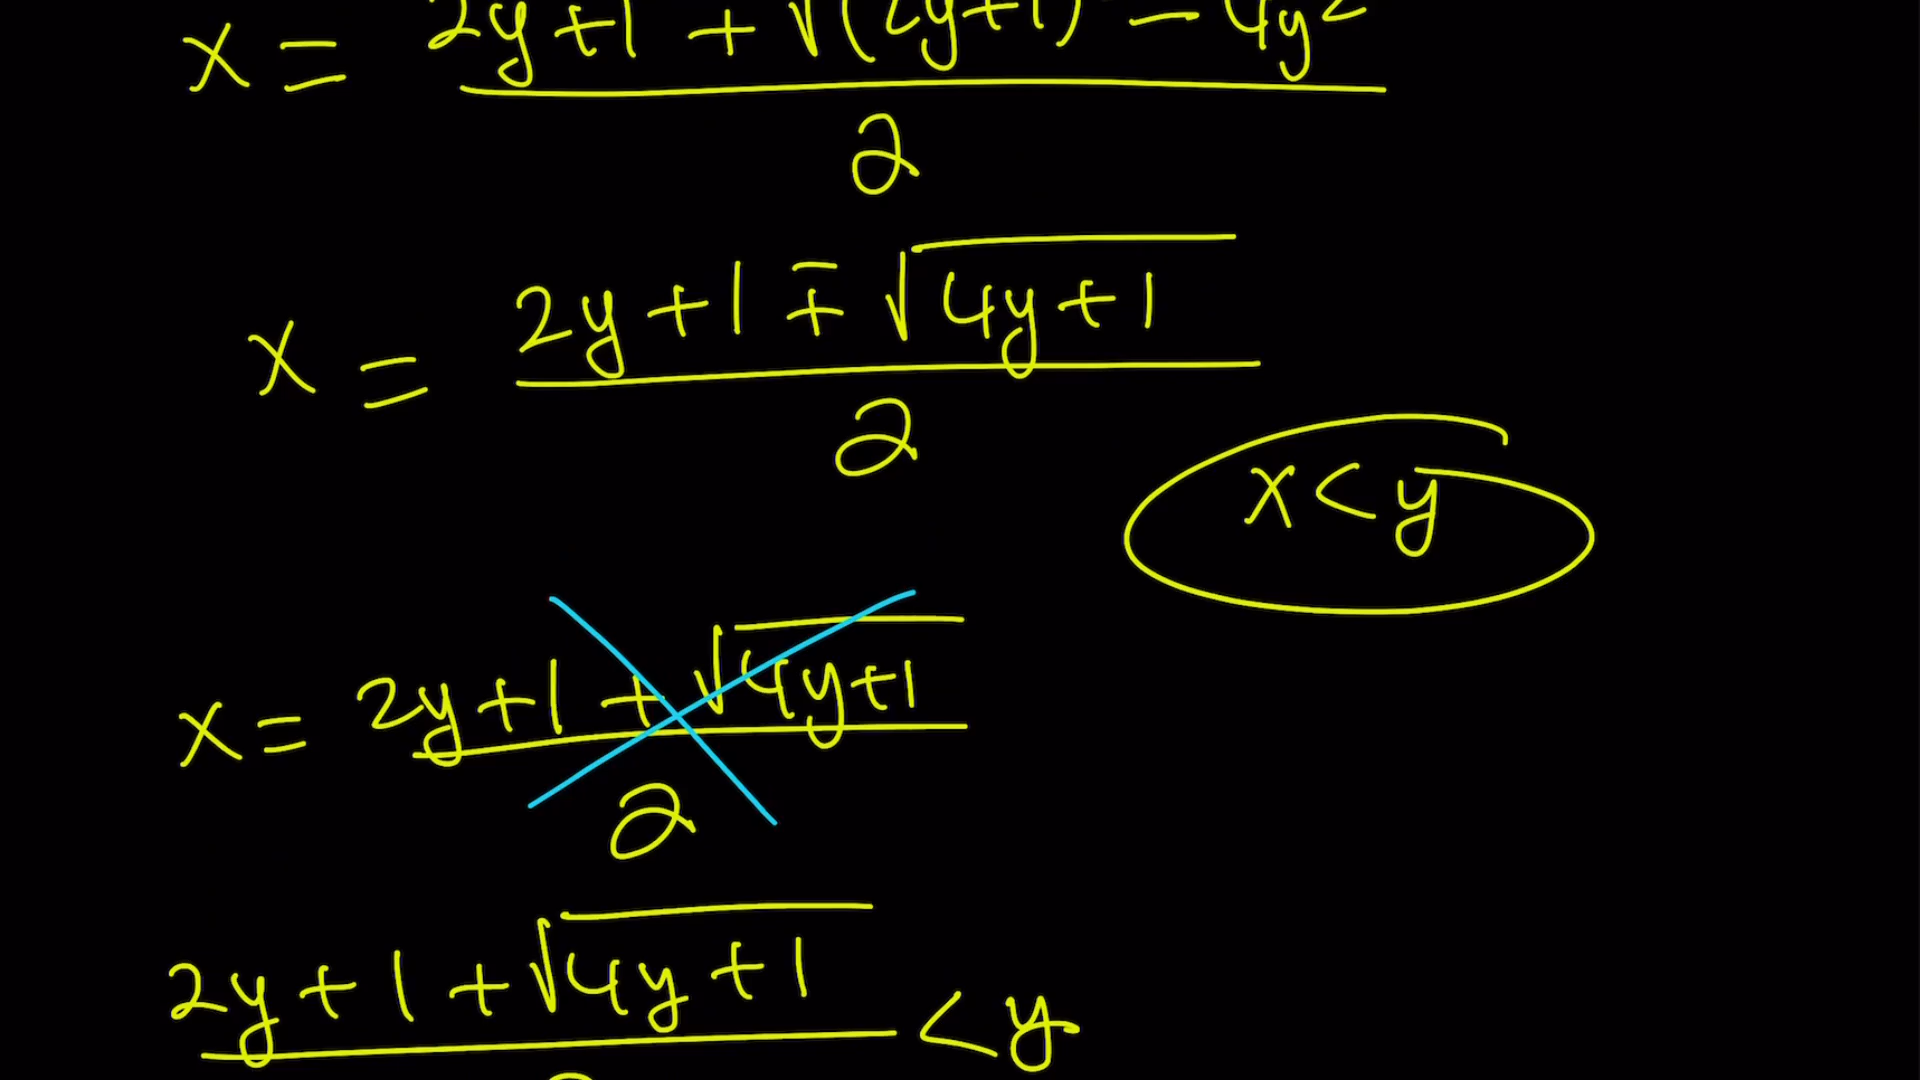 x = (2y+1 + √(2y+1) - 4y²)/2
x = (2y+1 ∓ √(4y+1))/2
x < y
x = (2y+1 + √(4y+1))/2
(2y+1 + √(4y+1)) < y